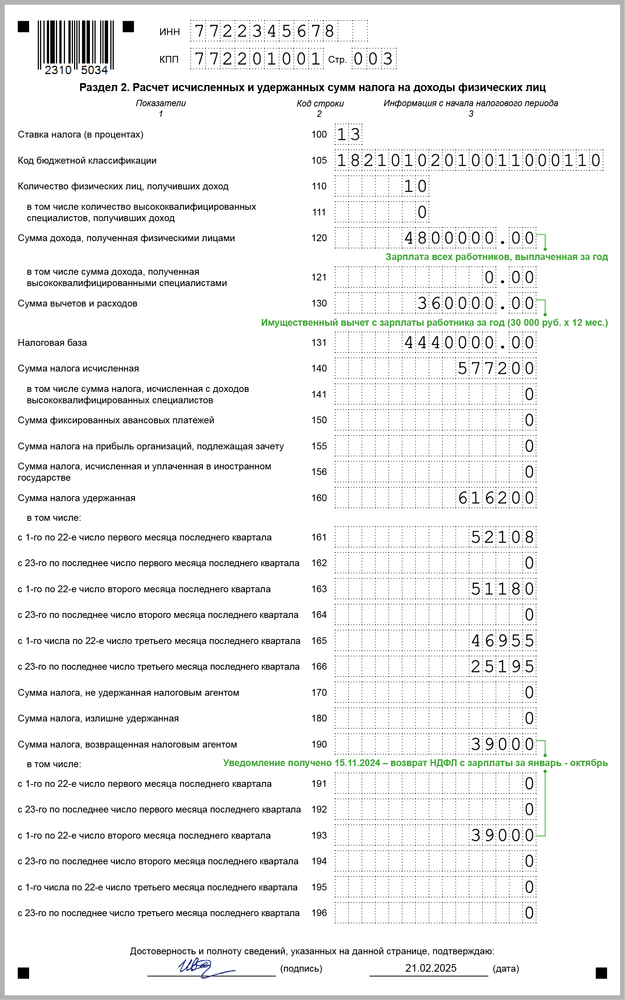 ИНН 7722345678
КПП 772201001 Стр. 003
2310 5034
Раздел 2. Расчет исчисленных и удержанных сумм налога на доходы физических лиц
Показатели Код строки Информация с начала налогового периода
1 2 3
Ставка налога (в процентах) 100 13
Код бюджетной классификации 105 18210102010011000110
Количество физических лиц, получивших доход 110 10
в том числе количество высококвалифицированных
специалистов, получивших доход 111 0
Сумма дохода, полученная физическими лицами 120 4800000.00
Зарплата всех работников, выплаченная за год
в том числе сумма дохода, полученная
высококвалифицированными специалистами 121 0.00
Сумма вычетов и расходов 130 360000.00
Имущественный вычет с зарплаты работника за год (30 000 руб. х 12 мес.)
Налоговая база 131 4440000.00
Сумма налога исчисленная 140 577200
в том числе сумма налога, исчисленная с доходов
высококвалифицированных специалистов 141 0
Сумма фиксированных авансовых платежей 150 0
Сумма налога на прибыль организаций, подлежащая зачету 155 0
Сумма налога, исчисленная и уплаченная в иностранном
государстве 156 0
Сумма налога удержанная 160 616200
в том числе:
с 1-го по 22-е число первого месяца последнего квартала 161 52108
с 23-го по последнее число первого месяца последнего квартала 162 0
с 1-го по 22-е число второго месяца последнего квартала 163 51180
с 23-го по последнее число второго месяца последнего квартала 164 0
с 1-го числа по 22-е число третьего месяца последнего квартала 165 46955
с 23-го по последнее число третьего месяца последнего квартала 166 25195
Сумма налога, не удержанная налоговым агентом 170 0
Сумма налога, излишне удержанная 180 0
Сумма налога, возвращенная налоговым агентом 190 39000
в том числе: Уведомление получено 15.11.2024 – возврат НДФЛ с зарплаты за январь - октябрь
с 1-го по 22-е число первого месяца последнего квартала 191 0
с 23-го по последнее число первого месяца последнего квартала 192 0
с 1-го по 22-е число второго месяца последнего квартала 193 39000
с 23-го по последнее число второго месяца последнего квартала 194 0
с 1-го числа по 22-е число третьего месяца последнего квартала 195 0
с 23-го по последнее число третьего месяца последнего квартала 196 0
Достоверность и полноту сведений, указанных на данной странице, подтверждаю:
(подпись) 21.02.2025 (дата)